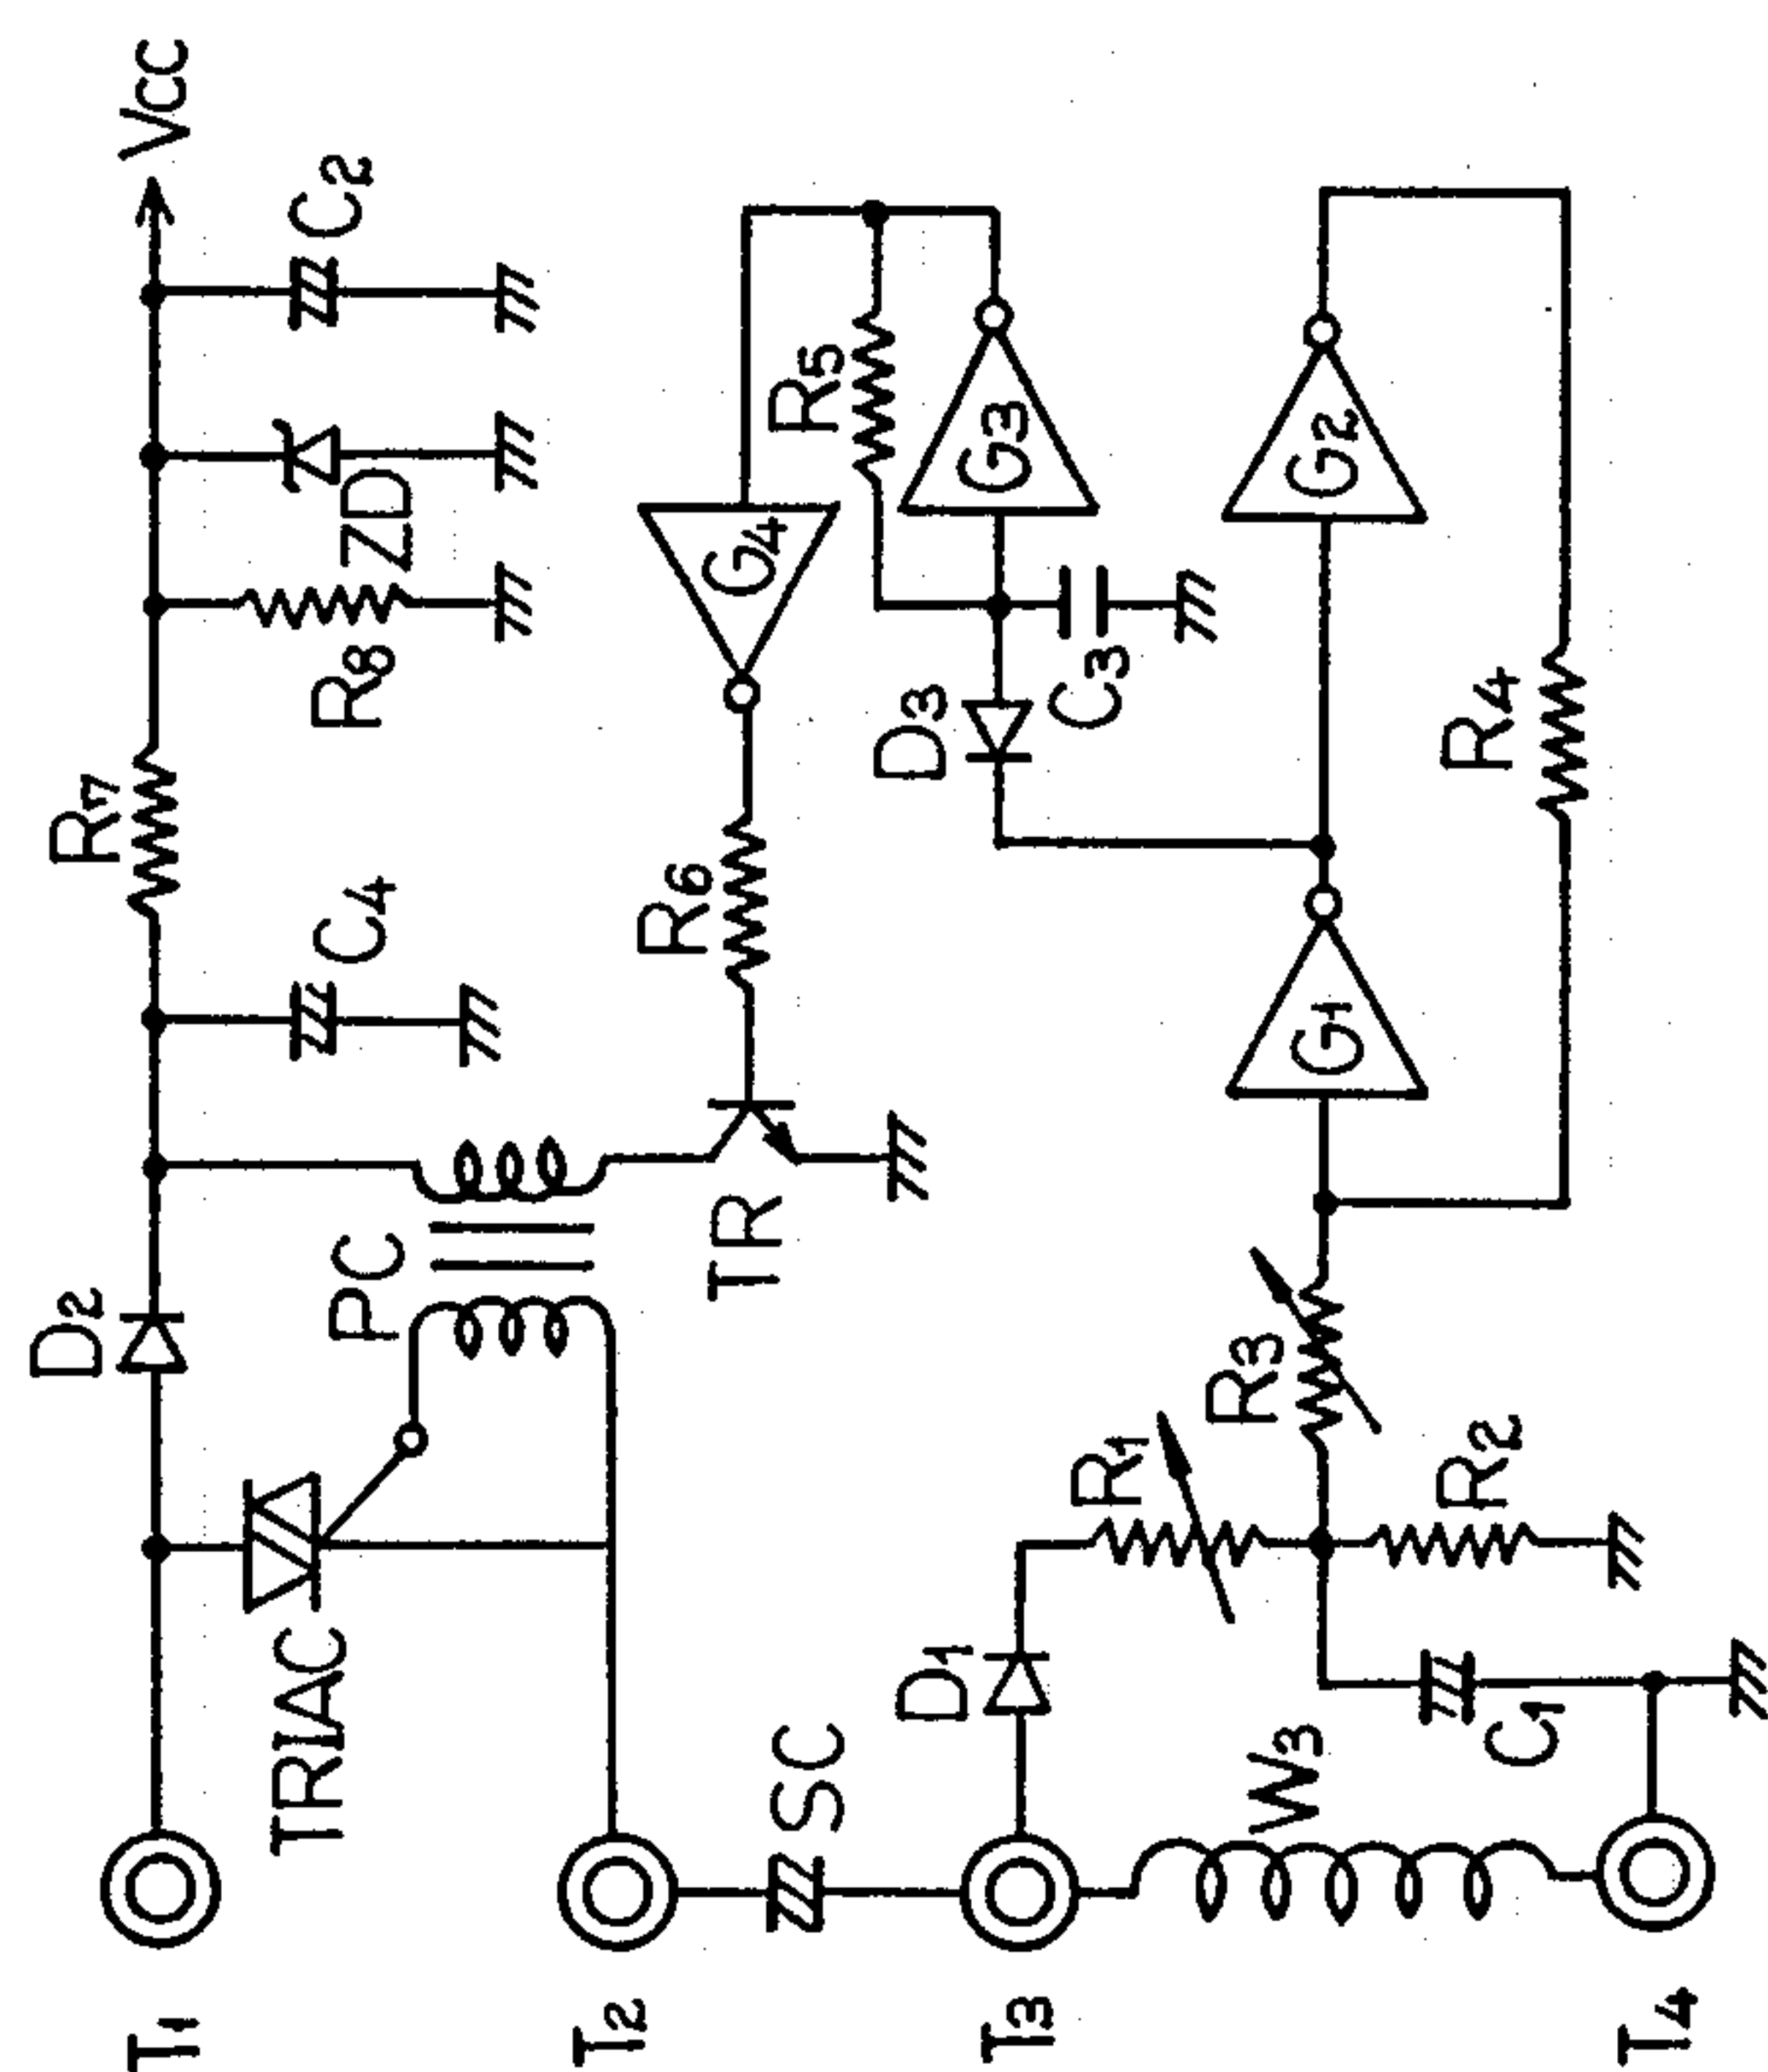 T1
T2
T3
T4
TRIAC
SC
W3
D1
C1
R1
R2
R3
D2
PC
TR
G1
C4
R6
R7
D3
C3
R4
R8
G4
ZD
G3
G2
R5
C2
Vcc